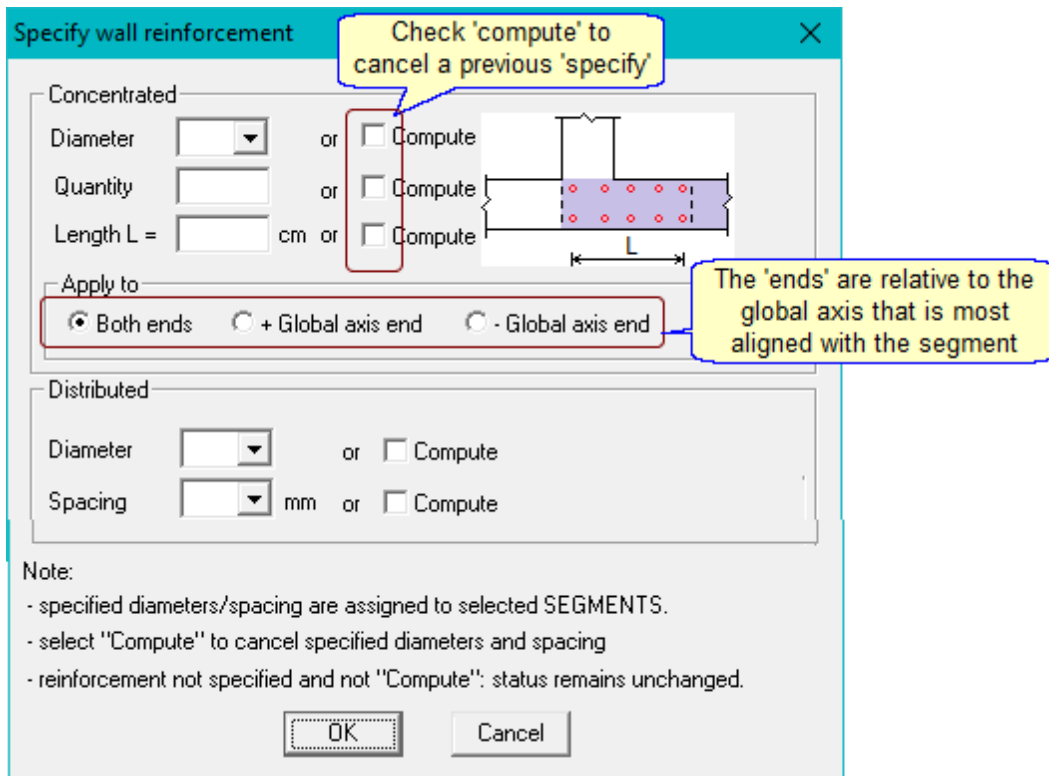 Specify wall reinforcement
Check 'compute' to
cancel a previous 'specify'
Concentrated
Diameter or Compute
Quantity or Compute
Length L = cm or Compute
L
Apply to
Both ends + Global axis end - Global axis end
The 'ends' are relative to the
global axis that is most
aligned with the segment
Distributed
Diameter or Compute
Spacing mm or Compute
Note:
- specified diameters/spacing are assigned to selected SEGMENTS.
- select "Compute" to cancel specified diameters and spacing
- reinforcement not specified and not "Compute": status remains unchanged.
OK Cancel